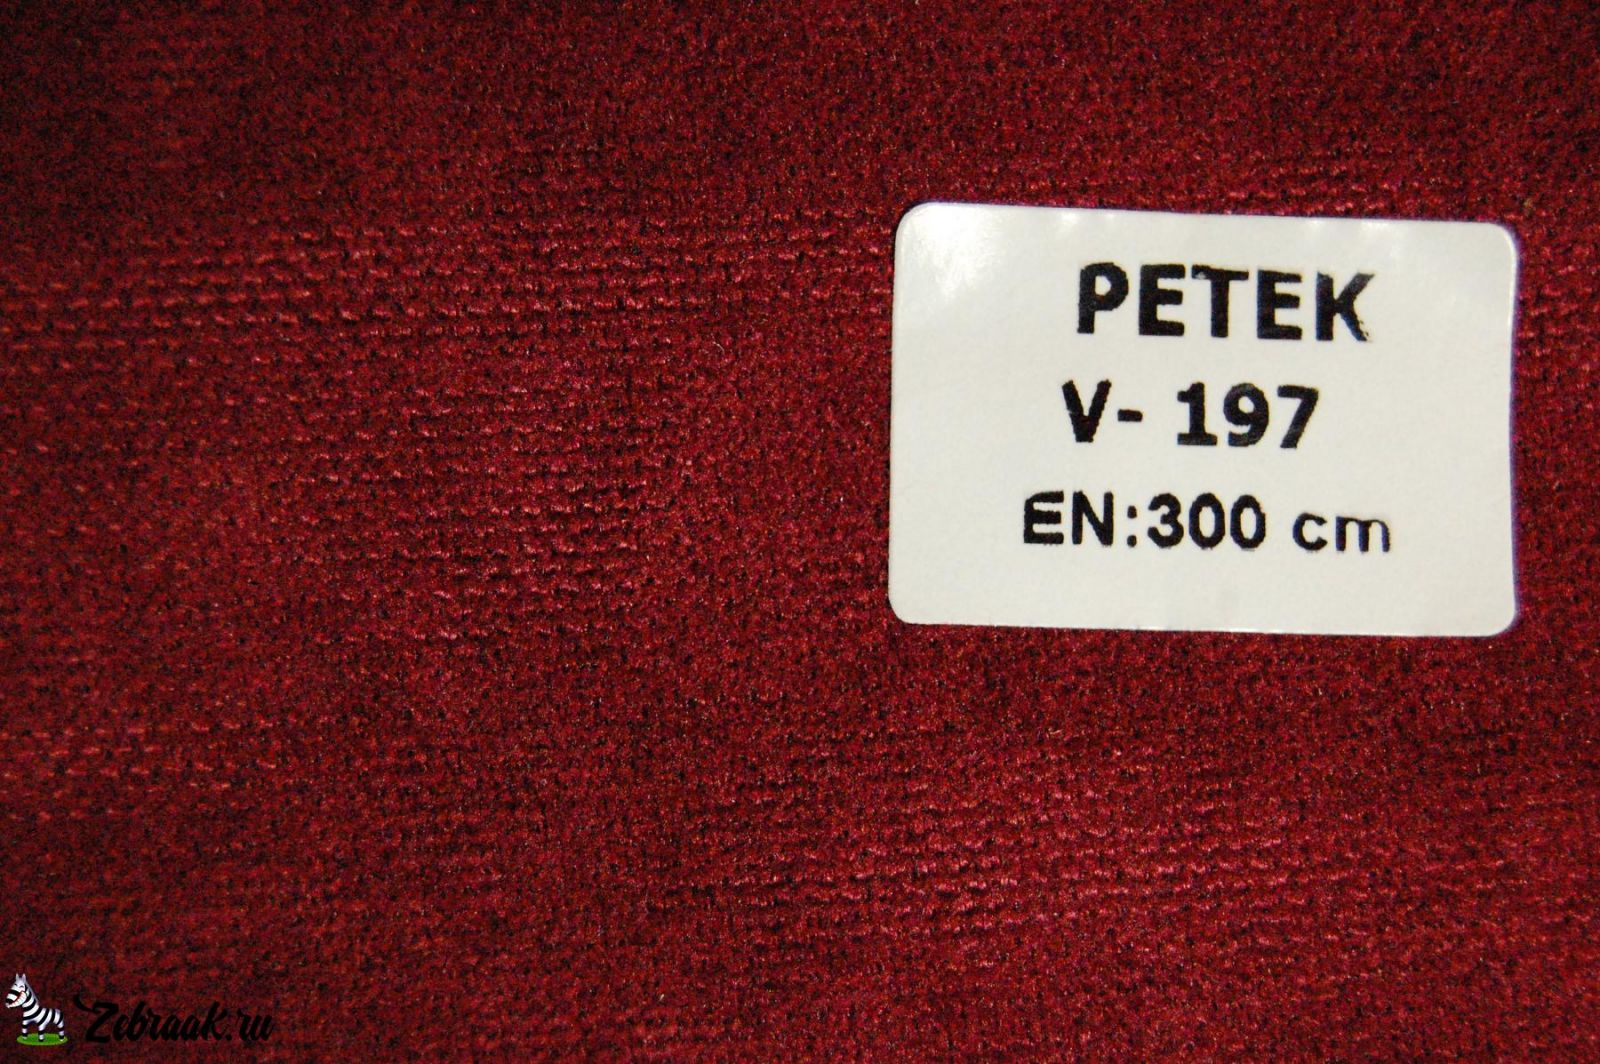 PETEK
V- 197
EN:300 cm
Zebraak.ru